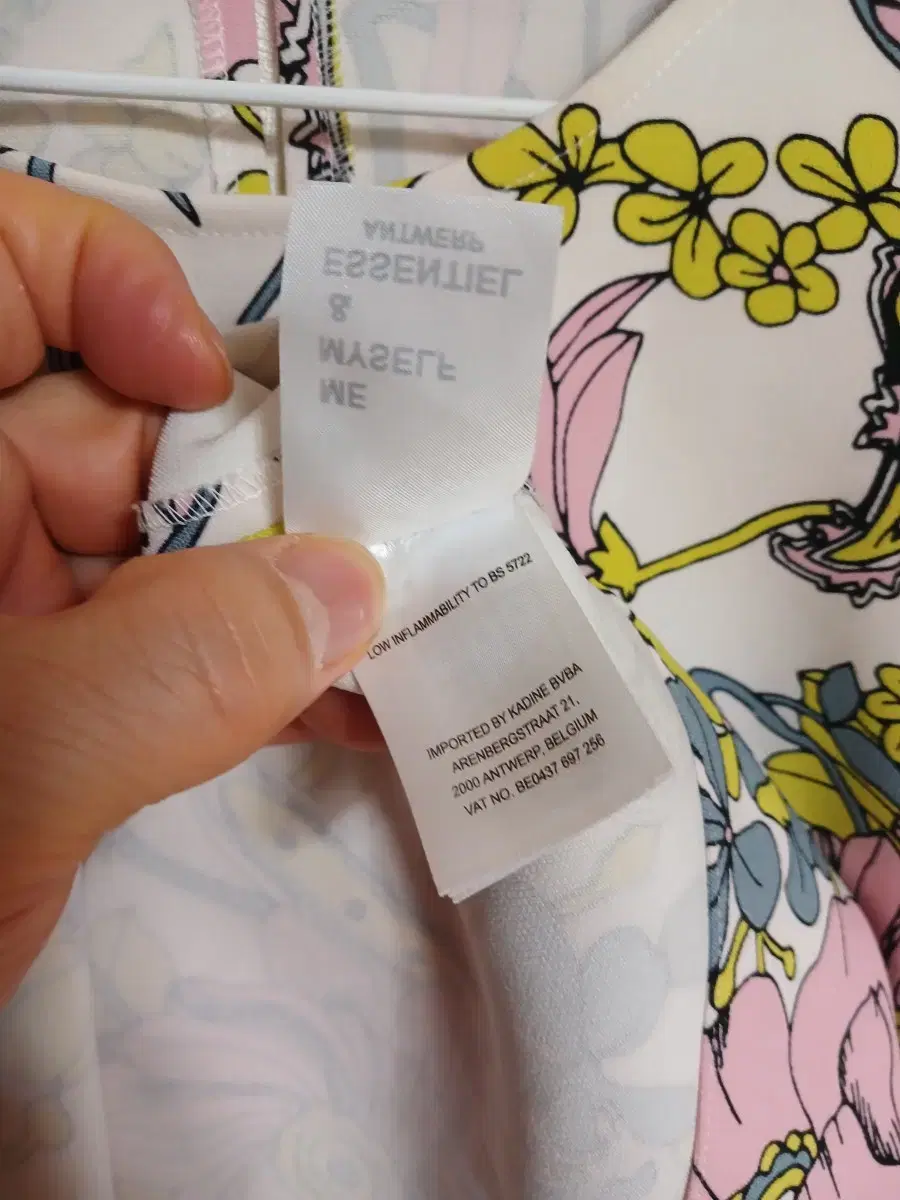 ME
MYSELF
&
ESSENTIEL
ANTWERP
LOW INFLAMMABILITY TO BS 5722
IMPORTED BY KADINE BVBA
ARENBERGSTRAAT 21,
2000 ANTWERP, BELGIUM
VAT NO. BE0437 697 256